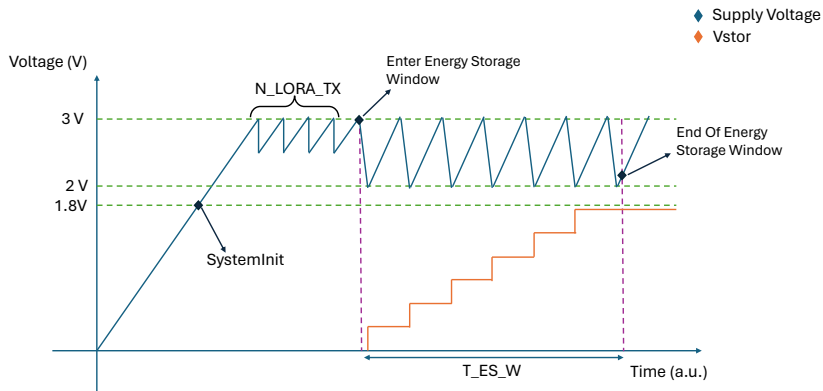 Supply Voltage
Vstor
Voltage (V)
Enter Energy Storage
Window
N_LORA_TX
3 V
End Of Energy
Storage Window
2 V
1.8V
SystemInit
T_ES_W
Time (a.u.)